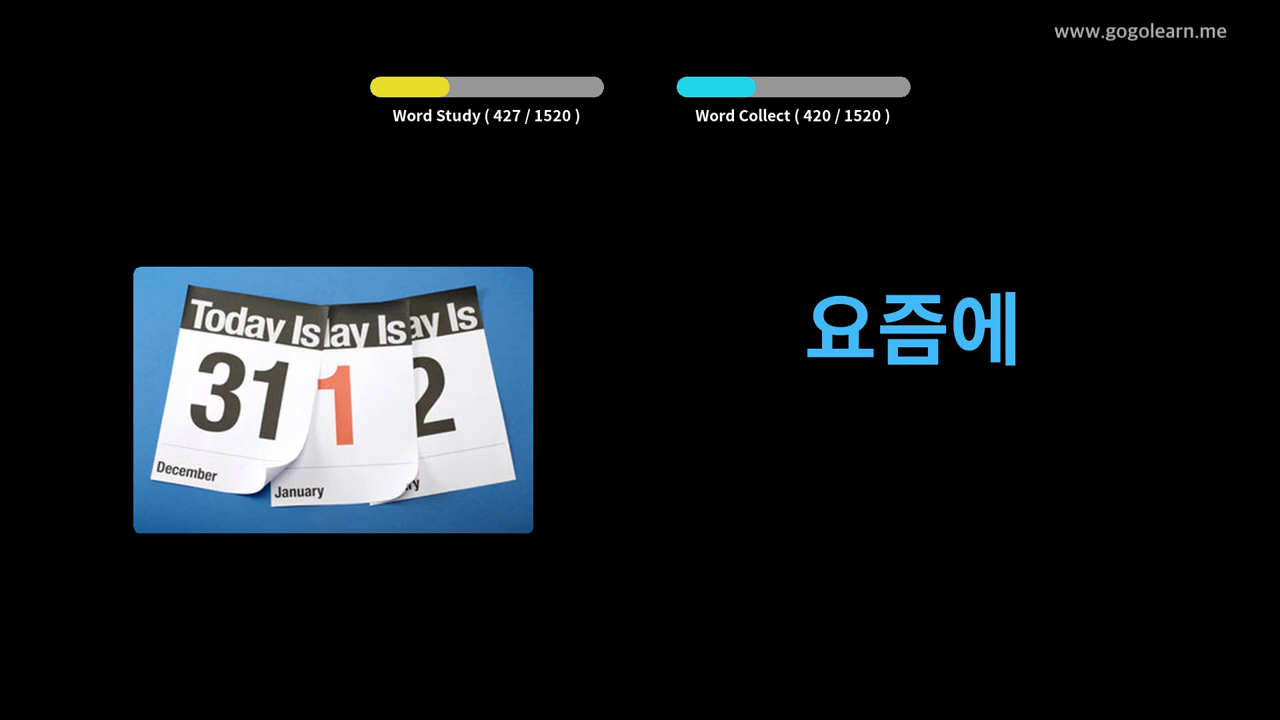 www.gogolearn.me
Word Study ( 427 / 1520 )
Word Collect ( 420 / 1520 )
Today Is
31
December
ay Is
1
January
ay Is
2
ry
요즘에